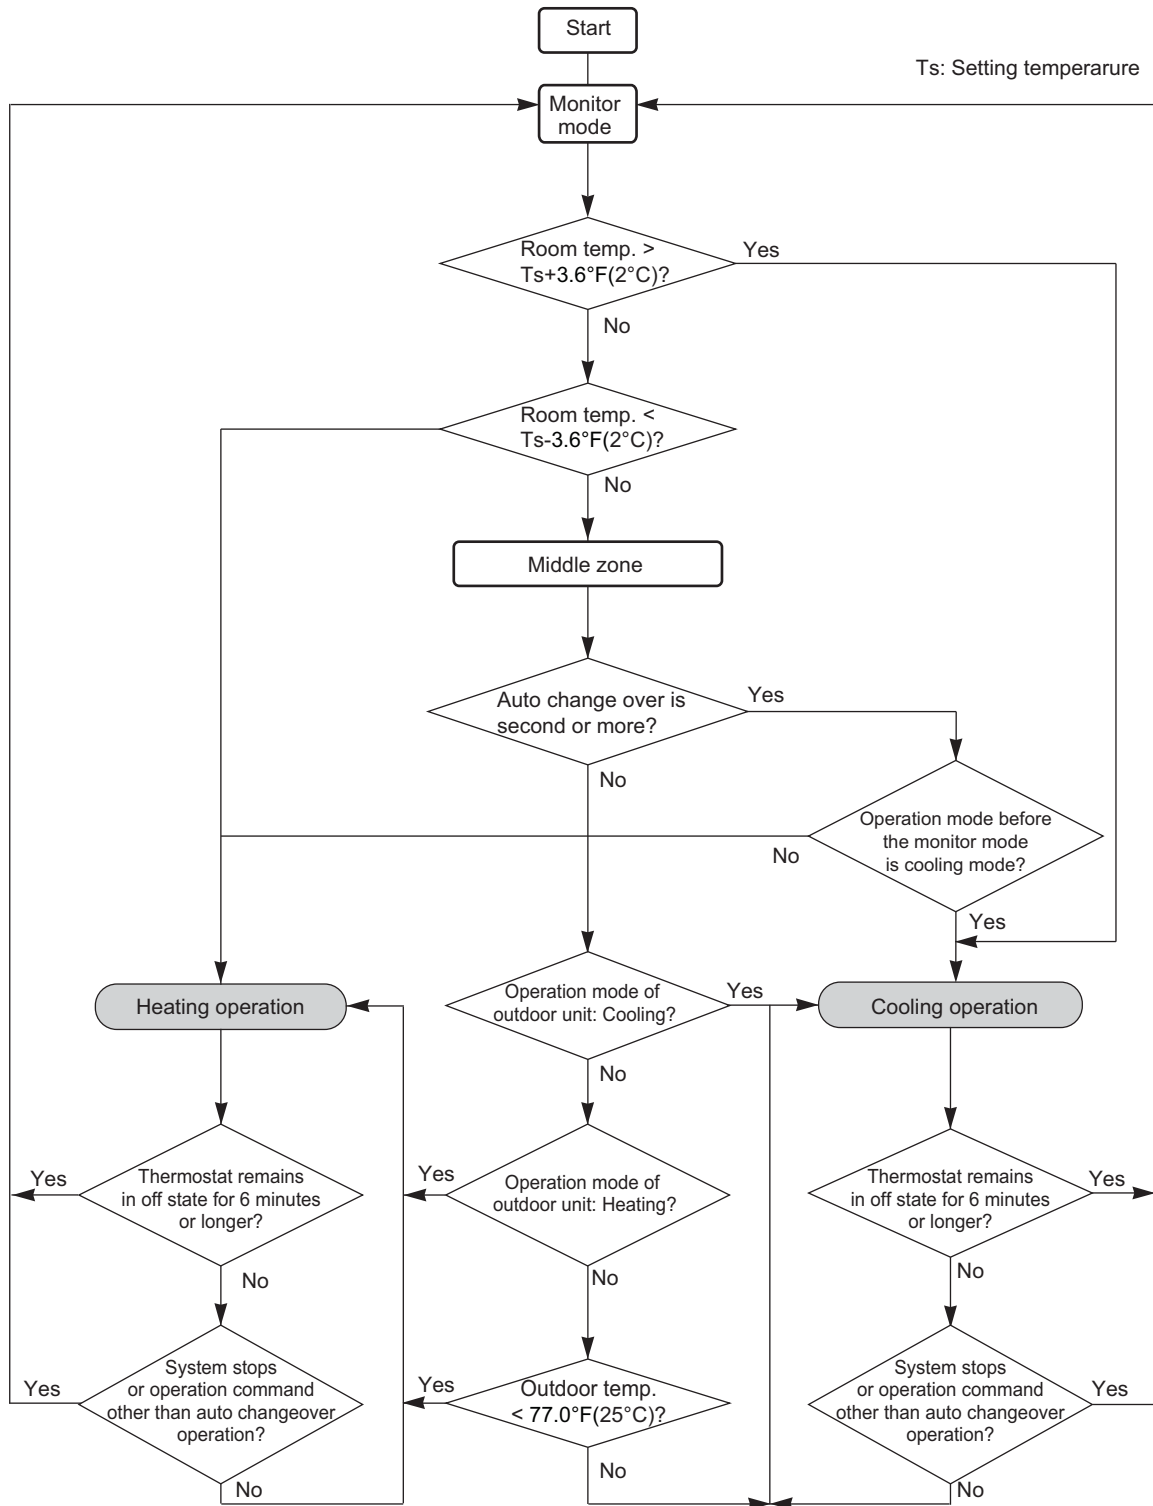 Start
Ts: Setting temperarure
Monitor
mode
Room temp. >
Ts+3.6°F(2°C)?
Yes
No
Room temp. <
Ts-3.6°F(2°C)?
No
Middle zone
Auto change over is
second or more?
Yes
No
Operation mode before
the monitor mode
is cooling mode?
No
Yes
Heating operation
Operation mode of
outdoor unit: Cooling?
Yes
Cooling operation
No
Yes
Thermostat remains
in off state for 6 minutes
or longer?
No
Yes
Operation mode of
outdoor unit: Heating?
No
Thermostat remains
in off state for 6 minutes
or longer?
Yes
No
Yes
System stops
or operation command
other than auto changeover
operation?
No
Yes
Outdoor temp.
< 77.0°F(25°C)?
No
System stops
or operation command
other than auto changeover
operation?
Yes
No